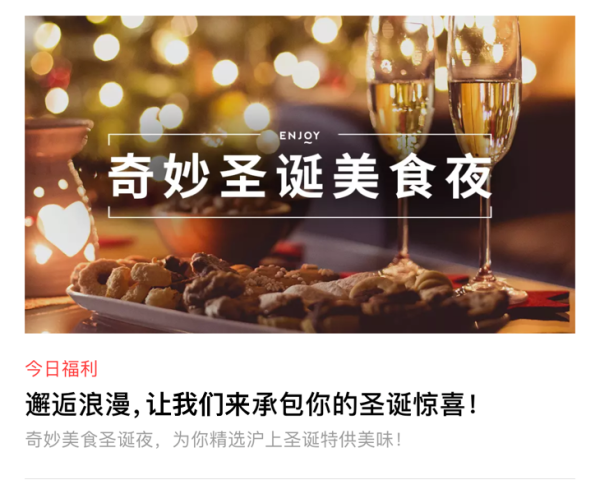 ENJOY
奇妙圣诞美食夜
今日福利
邂逅浪漫,让我们来承包你的圣诞惊喜!
奇妙美食圣诞夜，为你精选沪上圣诞特供美味!